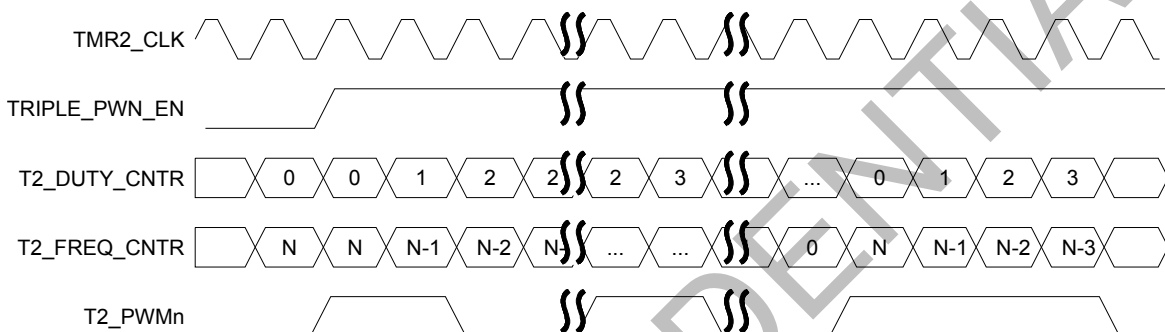 TMR2_CLK
TRIPLE_PWN_EN
T2_DUTY_CNTR 0 0 1 2 2 2 3 ... 0 1 2 3
T2_FREQ_CNTR N N N-1 N-2 N- ... ... 0 N N-1 N-2 N-3
T2_PWMn
DENTIA